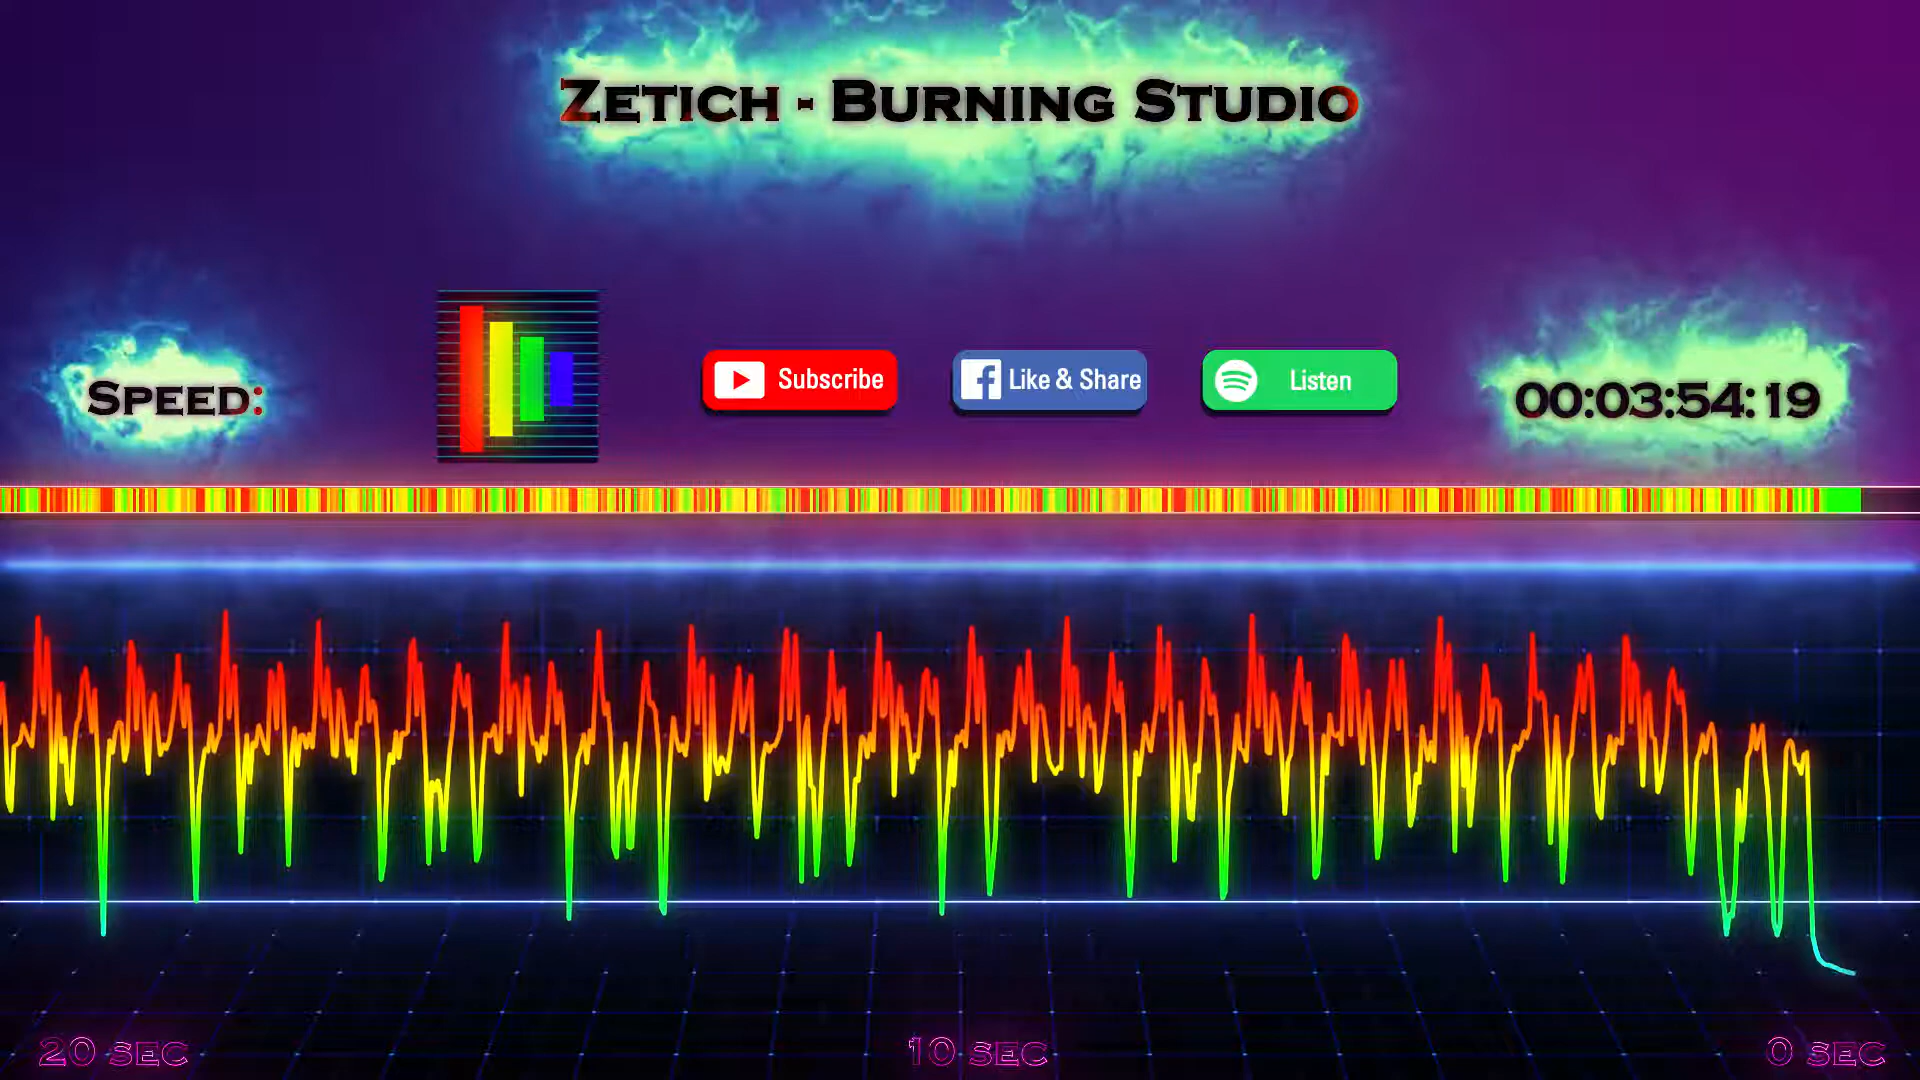 Zetich - Burning Studio
Speed:
Subscribe
Like & Share
Listen
00:03:54:19
20 sec
10 sec
0 sec